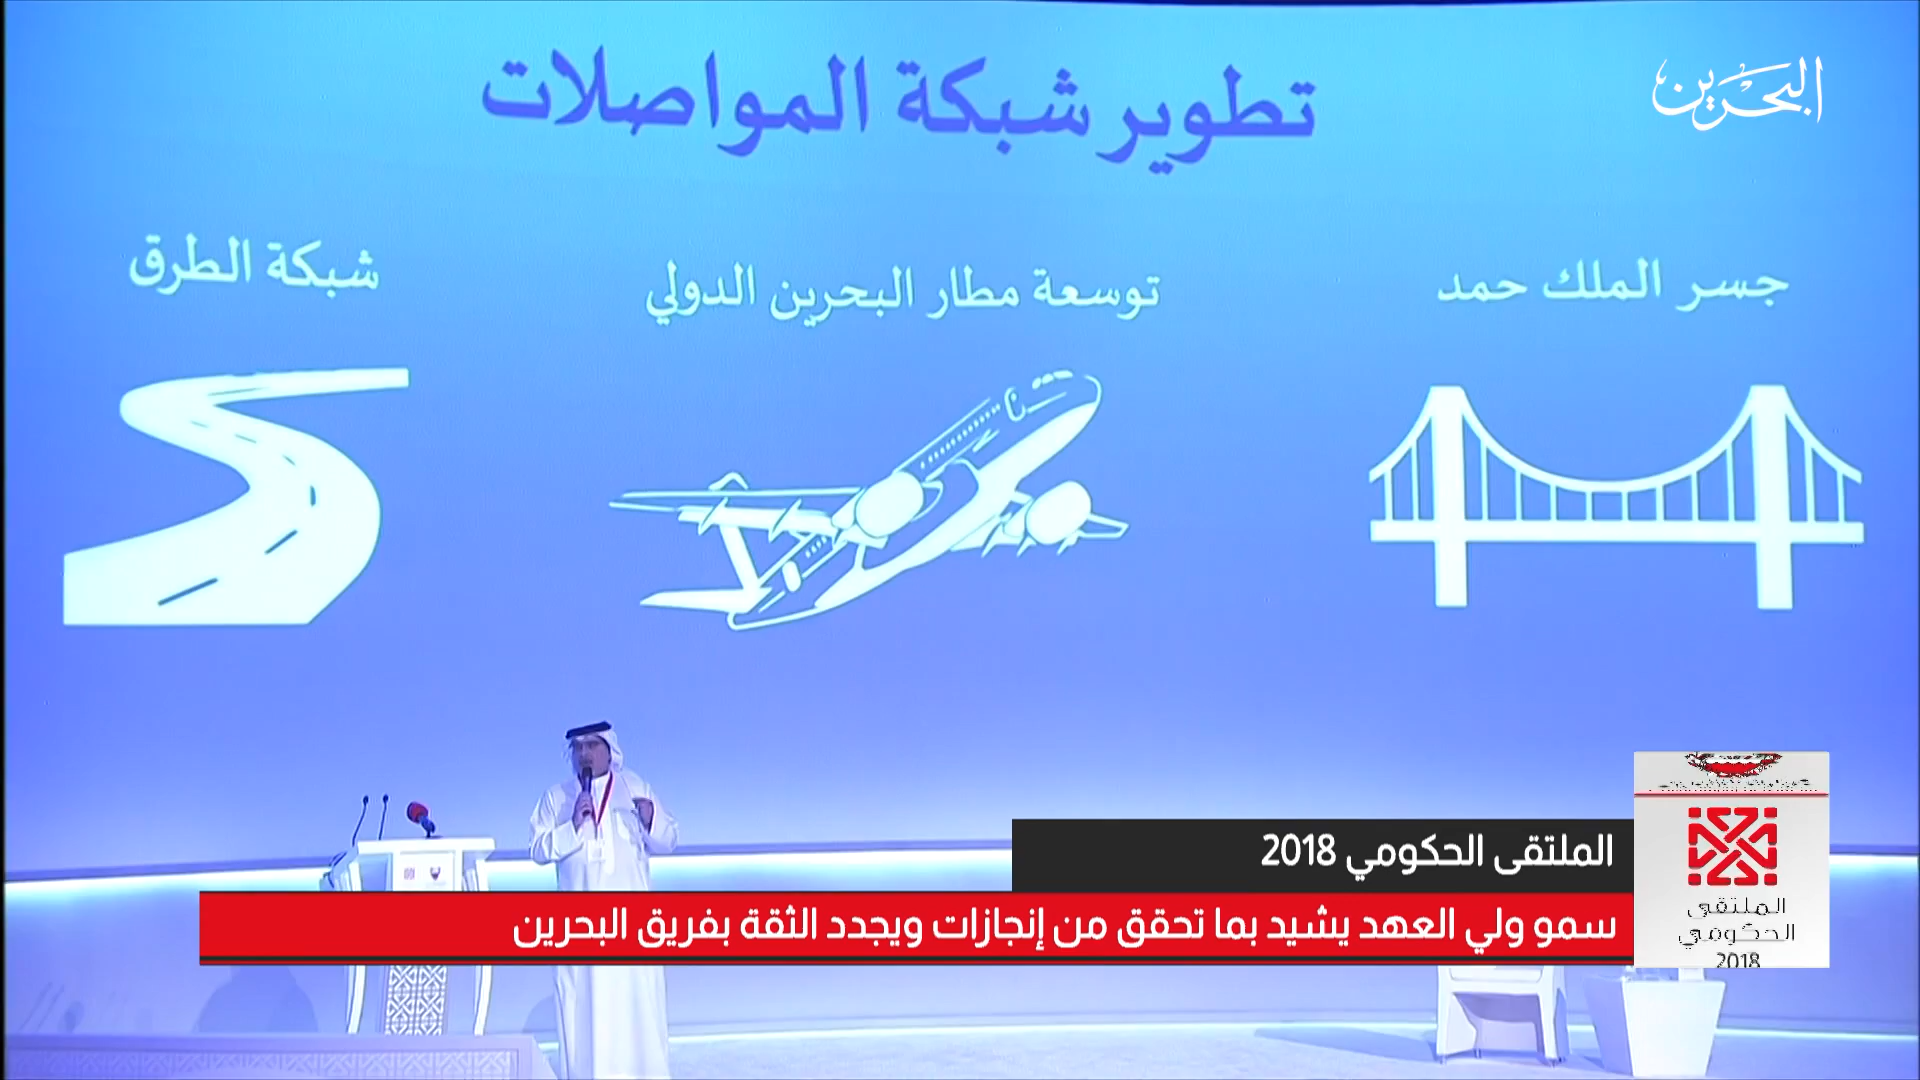 تطوير شبكة المواصلات
البحرين
جسر الملك حمد
توسعة مطار البحرين الدولي
شبكة الطرق
الملتقى الحكومي 2018
سمو ولي العهد يشيد بما تحقق من إنجازات ويجدد الثقة بفريق البحرين
الملتقى
الحكومي
2018